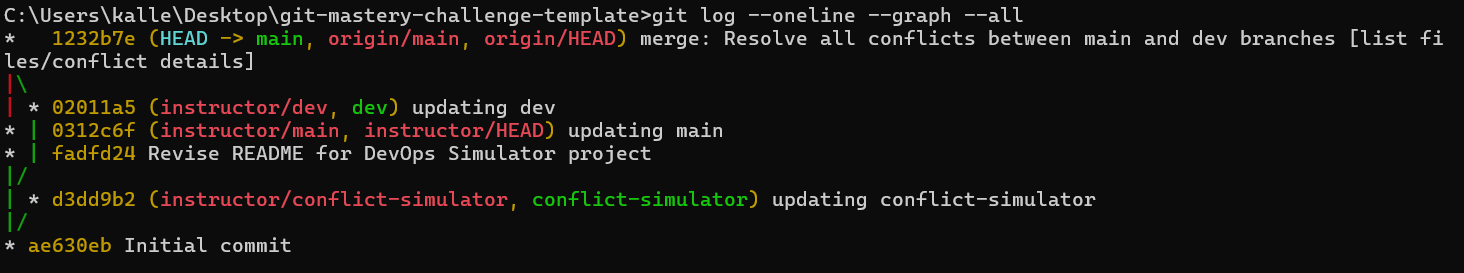 C:\Users\kalle\Desktop\git-mastery-challenge-template>git log --oneline --graph --all
*   1232b7e (HEAD -> main, origin/main, origin/HEAD) merge: Resolve all conflicts between main and dev branches [list fi
les/conflict details]
|\
| * 02011a5 (instructor/dev, dev) updating dev
* | 0312c6f (instructor/main, instructor/HEAD) updating main
* | fadfd24 Revise README for DevOps Simulator project
|/
| * d3dd9b2 (instructor/conflict-simulator, conflict-simulator) updating conflict-simulator
|/
* ae630eb Initial commit